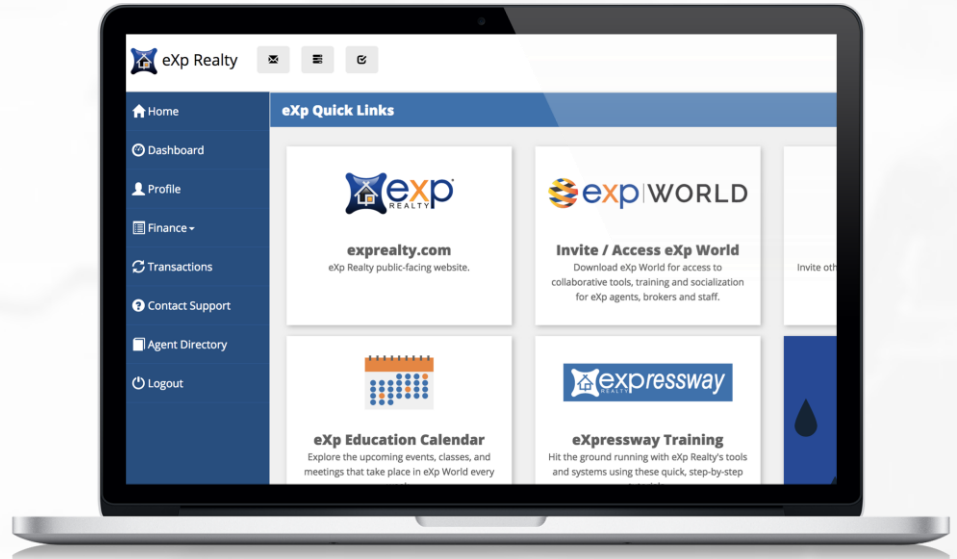 eXp Realty
Home
Dashboard
Profile
Finance
Transactions
Contact Support
Agent Directory
Logout
eXp Quick Links
exp
REALTY
exprealty.com
eXp Realty public-facing website.
exp WORLD
Invite / Access eXp World
Download eXp World for access to
collaborative tools, training and socialization
for eXp agents, brokers and staff.
Invite oth
eXp Education Calendar
Explore the upcoming events, classes, and
meetings that take place in eXp World every
expressway
REALTY
eXpressway Training
Hit the ground running with eXp Realty's tools
and systems using these quick, step-by-step